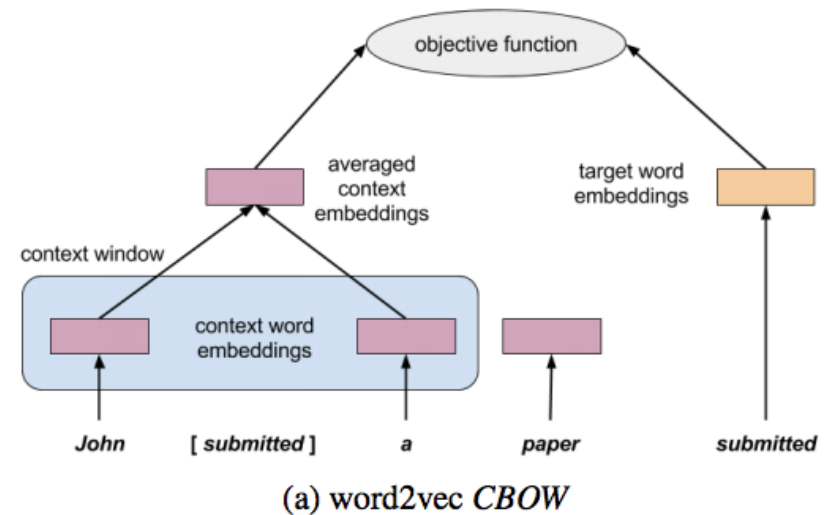 objective function
averaged
context
embeddings
target word
embeddings
context window
context word
embeddings
John
[ submitted ]
a
paper
submitted
(a) word2vec CBOW